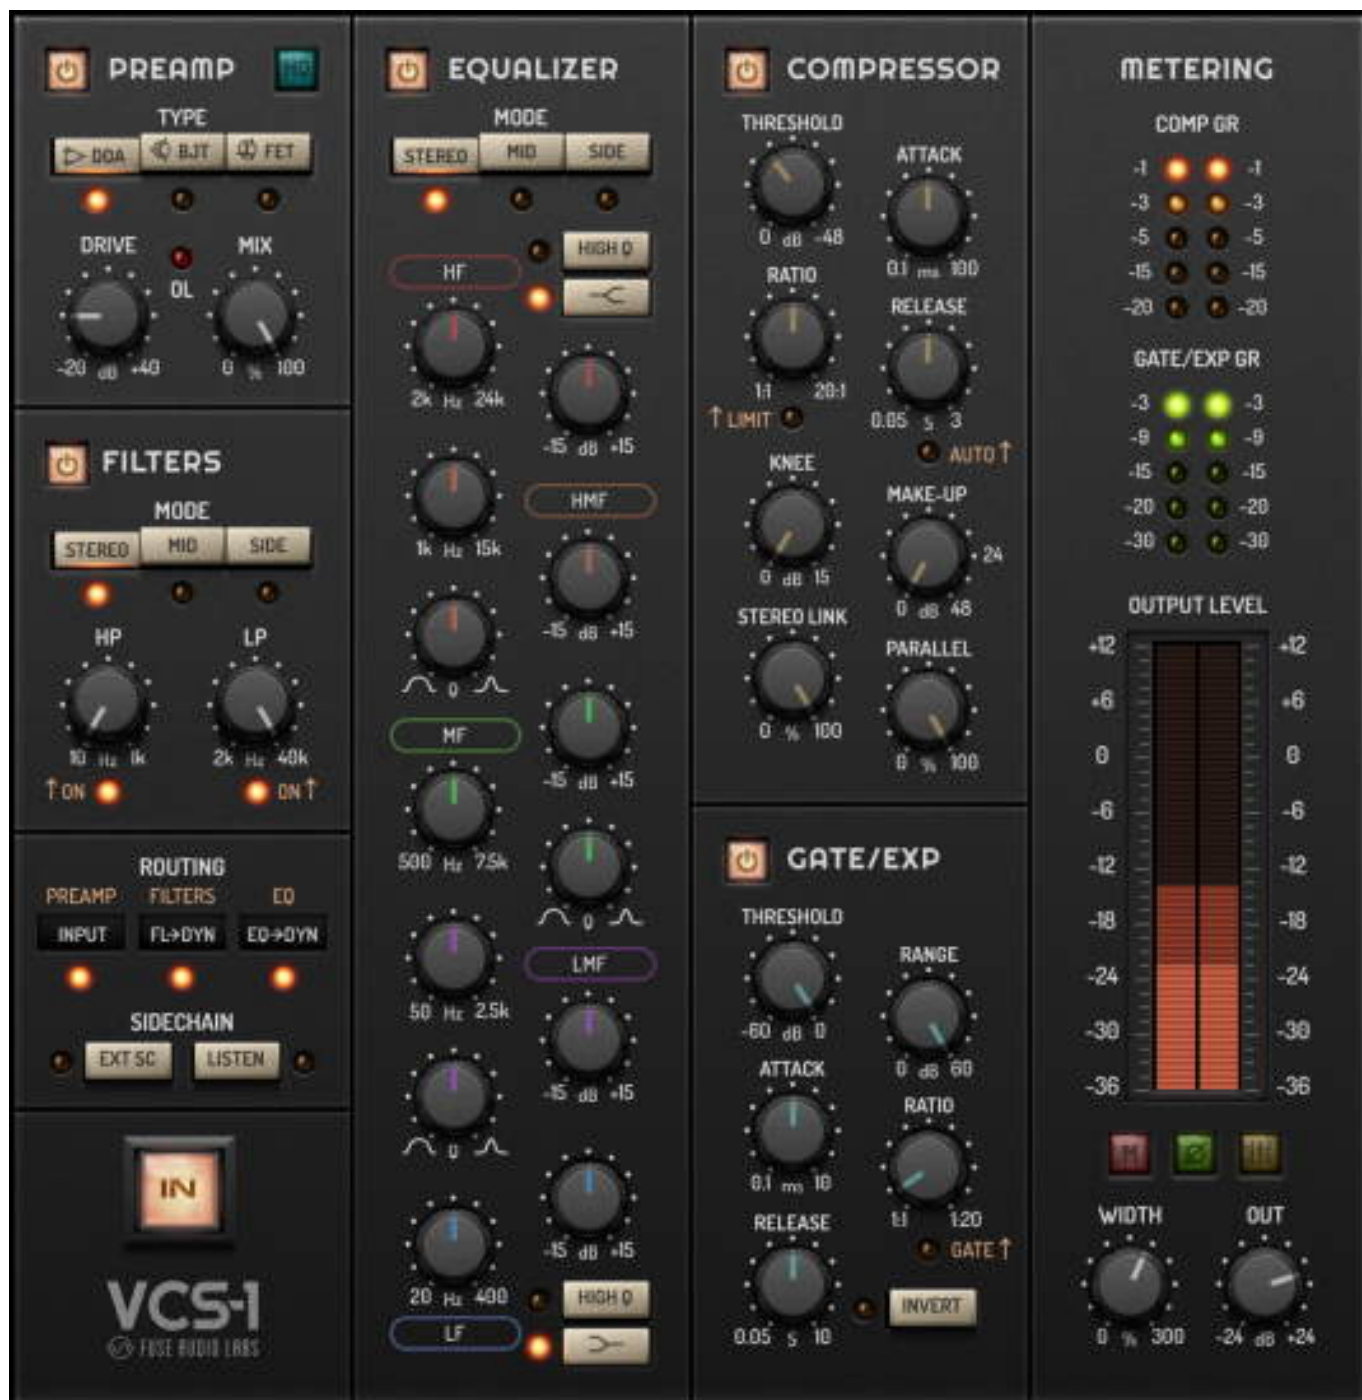 PREAMP
HQ
TYPE
DOA
BJT
FET
DRIVE
MIX
OL
-20 dB +40
0 % 100
FILTERS
MODE
STEREO
MID
SIDE
HP
LP
10 Hz 1k
2k Hz 40k
↑ ON
ON ↑
ROUTING
PREAMP
FILTERS
EQ
INPUT
FL→DYN
EQ→DYN
SIDECHAIN
EXT SC
LISTEN
IN
VCS-1
FUSE AUDIO LABS
EQUALIZER
MODE
STEREO
MID
SIDE
HIGH Q
HF
2k Hz 24k
-15 dB +15
HMF
1k Hz 15k
-15 dB +15
Q
MF
-15 dB +15
500 Hz 7.5k
Q
LMF
50 Hz 2.5k
-15 dB +15
Q
-15 dB +15
20 Hz 400
HIGH Q
LF
COMPRESSOR
THRESHOLD
0 dB -48
ATTACK
0.1 ms 100
RATIO
1:1 20:1
↑ LIMIT
RELEASE
0.05 s 3
AUTO ↑
KNEE
0 dB 15
MAKE-UP
24
0 dB 48
STEREO LINK
0 % 100
PARALLEL
0 % 100
GATE/EXP
THRESHOLD
-60 dB 0
RANGE
0 dB 60
ATTACK
0.1 ms 10
RATIO
1:1 1:20
GATE ↑
RELEASE
0.05 s 10
INVERT
METERING
COMP GR
-1 -1
-3 -3
-5 -5
-15 -15
-20 -20
GATE/EXP GR
-3 -3
-9 -9
-15 -15
-20 -20
-30 -30
OUTPUT LEVEL
+12 +12
+6 +6
0 0
-6 -6
-12 -12
-18 -18
-24 -24
-30 -30
-36 -36
M
Ø
WIDTH
OUT
0 % 300
-24 dB +24